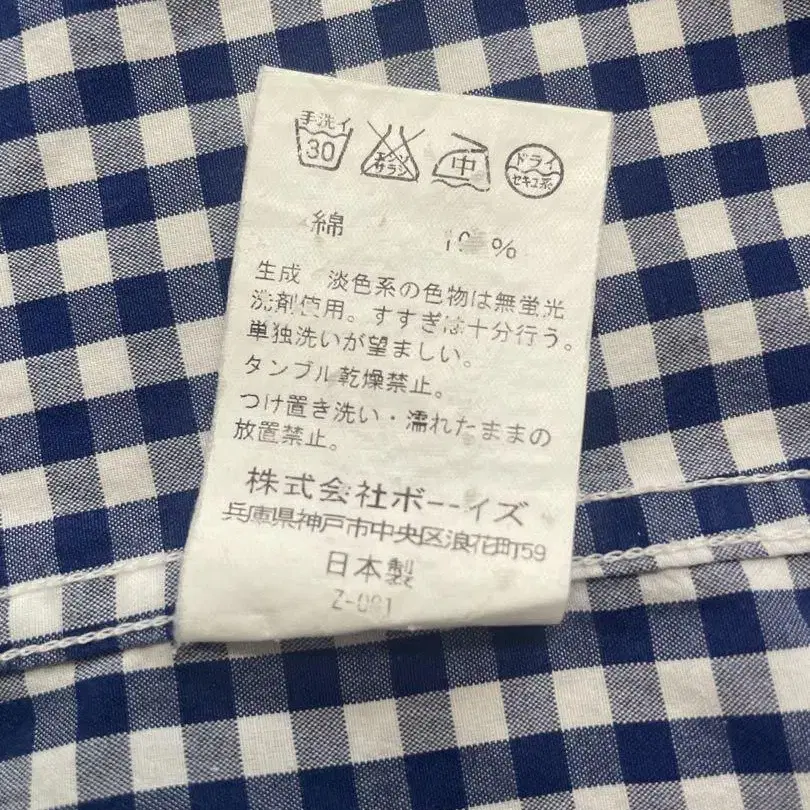 手洗イ
30
エンソ
サラシ
中
ドライ
セキユ系
綿 %
生成 淡色系の色物は無蛍光
洗剤使用。すすぎは十分行う。
単独洗いが望ましい。
タンブル乾燥禁止。
つけ置き洗い・濡れたままの
放置禁止。
株式会社ボーイズ
兵庫県神戸市中央区浪花町59
日本製
Z-001